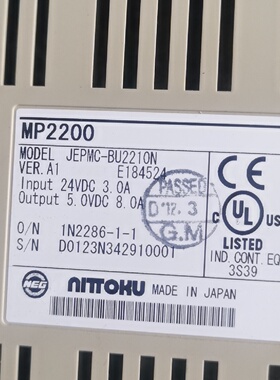 MP2200
MODEL JEPMC-BU2210N
VER. A1 E184524
Input 24VDC 3.0A
Output 5.0VDC 8.0A
PASSED
D '12. 3
G.M
O/N 1N2286-1-1
S/N D0123N342910001
CE
C UL
LISTED
IND. CONT. EQ
3S39
NEG NITTOKU MADE IN JAPAN